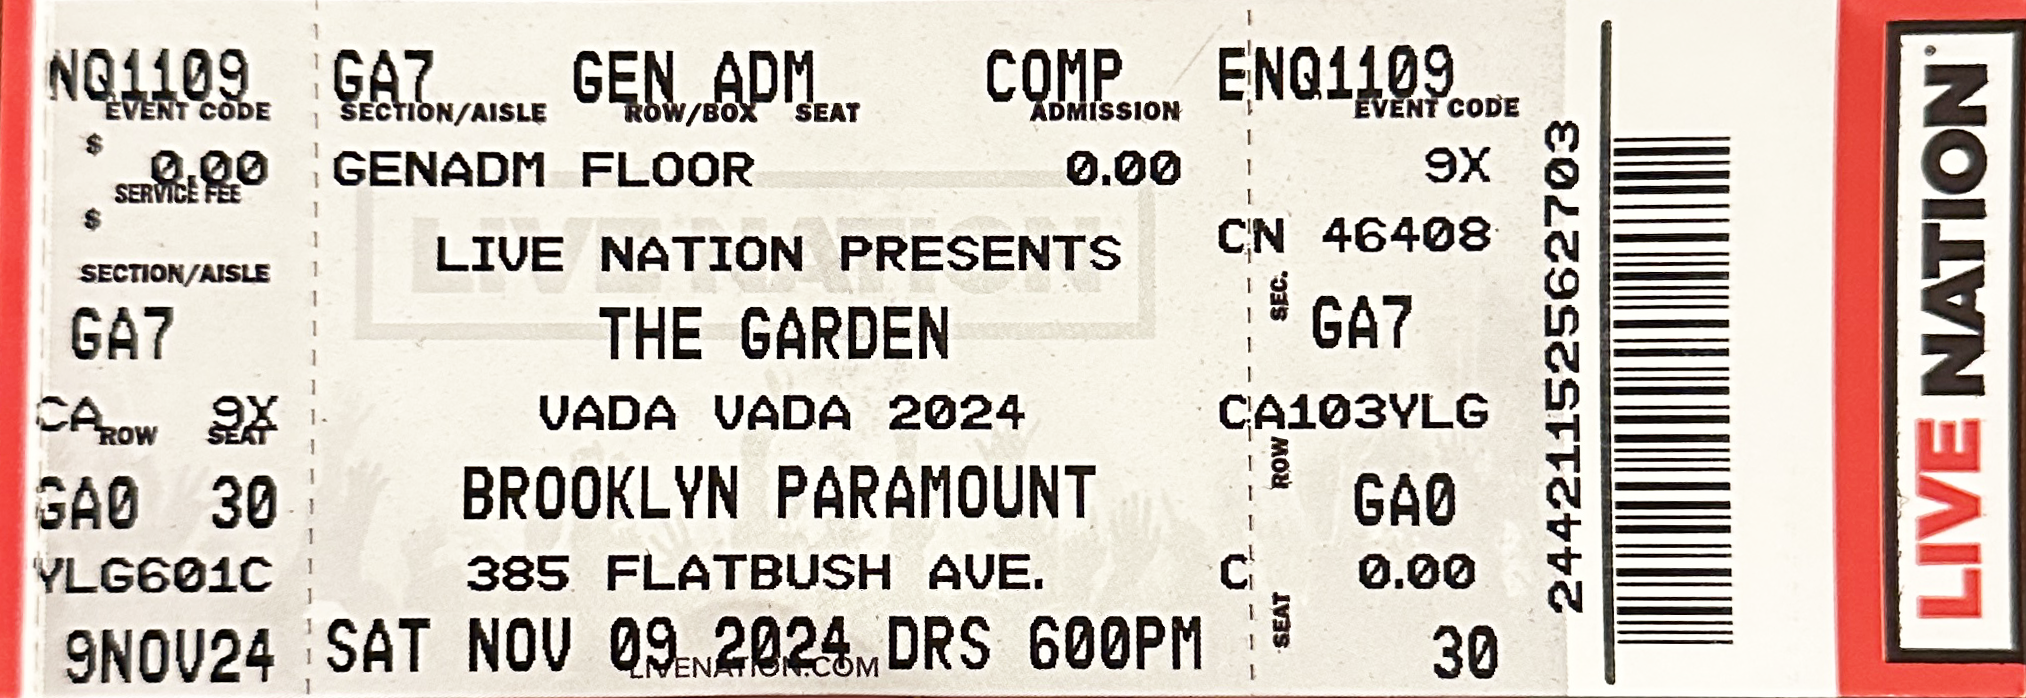 NQ1109
EVENT CODE
$
0.00
SERVICE FEE
$
SECTION/AISLE
GA7
CA 9X
ROW SEAT
GA0 30
YLG601C
9NOV24
GA7 GEN ADM COMP ENQ1109
SECTION/AISLE ROW/BOX SEAT ADMISSION EVENT CODE
GENADM FLOOR 0.00 9X
LIVE NATION
LIVE NATION PRESENTS
THE GARDEN
VADA VADA 2024
BROOKLYN PARAMOUNT
385 FLATBUSH AVE.
SAT NOV 09 2024 DRS 600PM
LIVENATION.COM
CN 46408
SEC.
GA7
CA103YLG
ROW
GA0
C 0.00
SEAT
30
2442115252562703
LIVE NATION